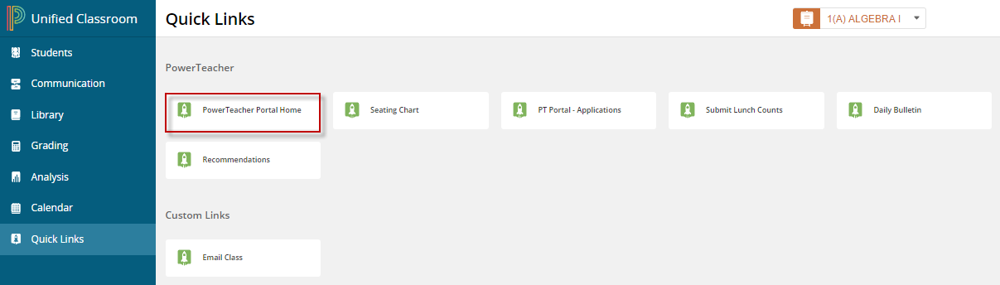 Unified Classroom
Quick Links
1(A) ALGEBRA I
Students
Communication
Library
Grading
Analysis
Calendar
Quick Links
PowerTeacher
PowerTeacher Portal Home
Seating Chart
PT Portal - Applications
Submit Lunch Counts
Daily Bulletin
Recommendations
Custom Links
Email Class